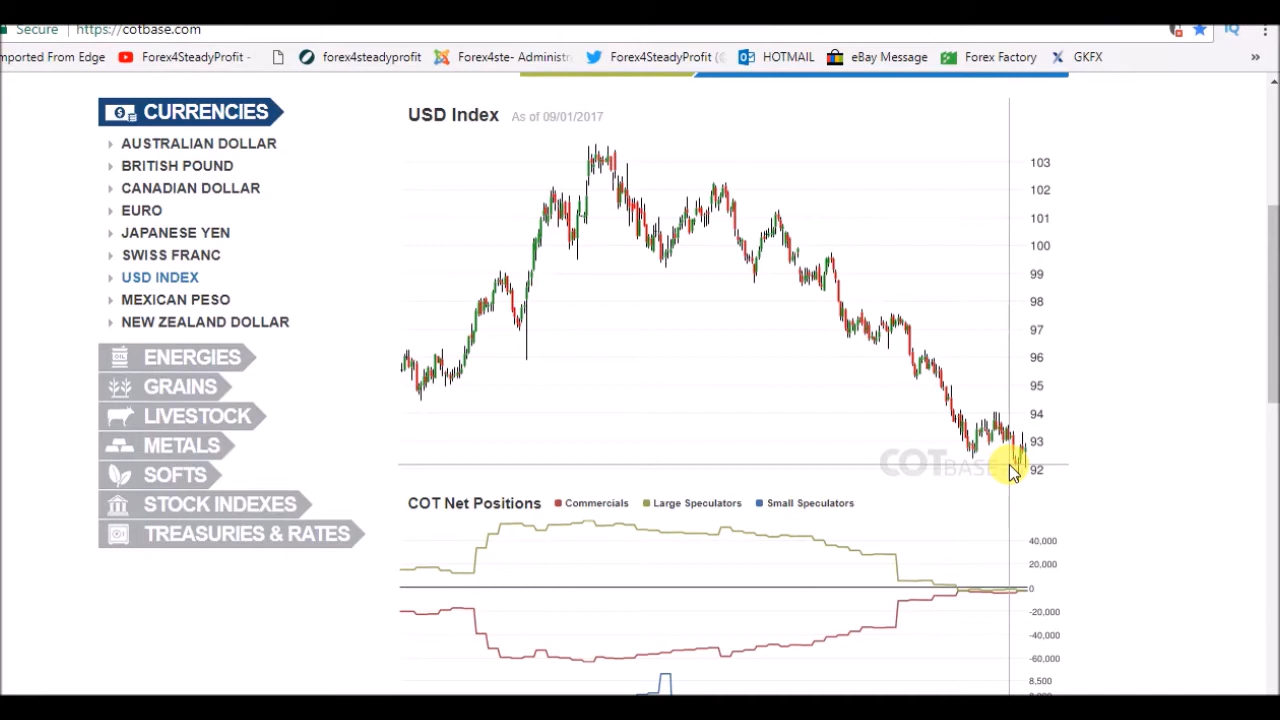 Secure https://cotbase.com
mported From Edge Forex4SteadyProfit - forex4steadyprofit Forex4ste- Administr Forex4SteadyProfit (@ HOTMAIL eBay Message Forex Factory GKFX »
CURRENCIES
AUSTRALIAN DOLLAR
BRITISH POUND
CANADIAN DOLLAR
EURO
JAPANESE YEN
SWISS FRANC
USD INDEX
MEXICAN PESO
NEW ZEALAND DOLLAR
ENERGIES
GRAINS
LIVESTOCK
METALS
SOFTS
STOCK INDEXES
TREASURIES & RATES
USD Index As of 09/01/2017
103
102
101
100
99
98
97
96
95
94
93
92
COTBASE
COT Net Positions Commercials Large Speculators Small Speculators
40,000
20,000
0
-20,000
-40,000
-60,000
8,500